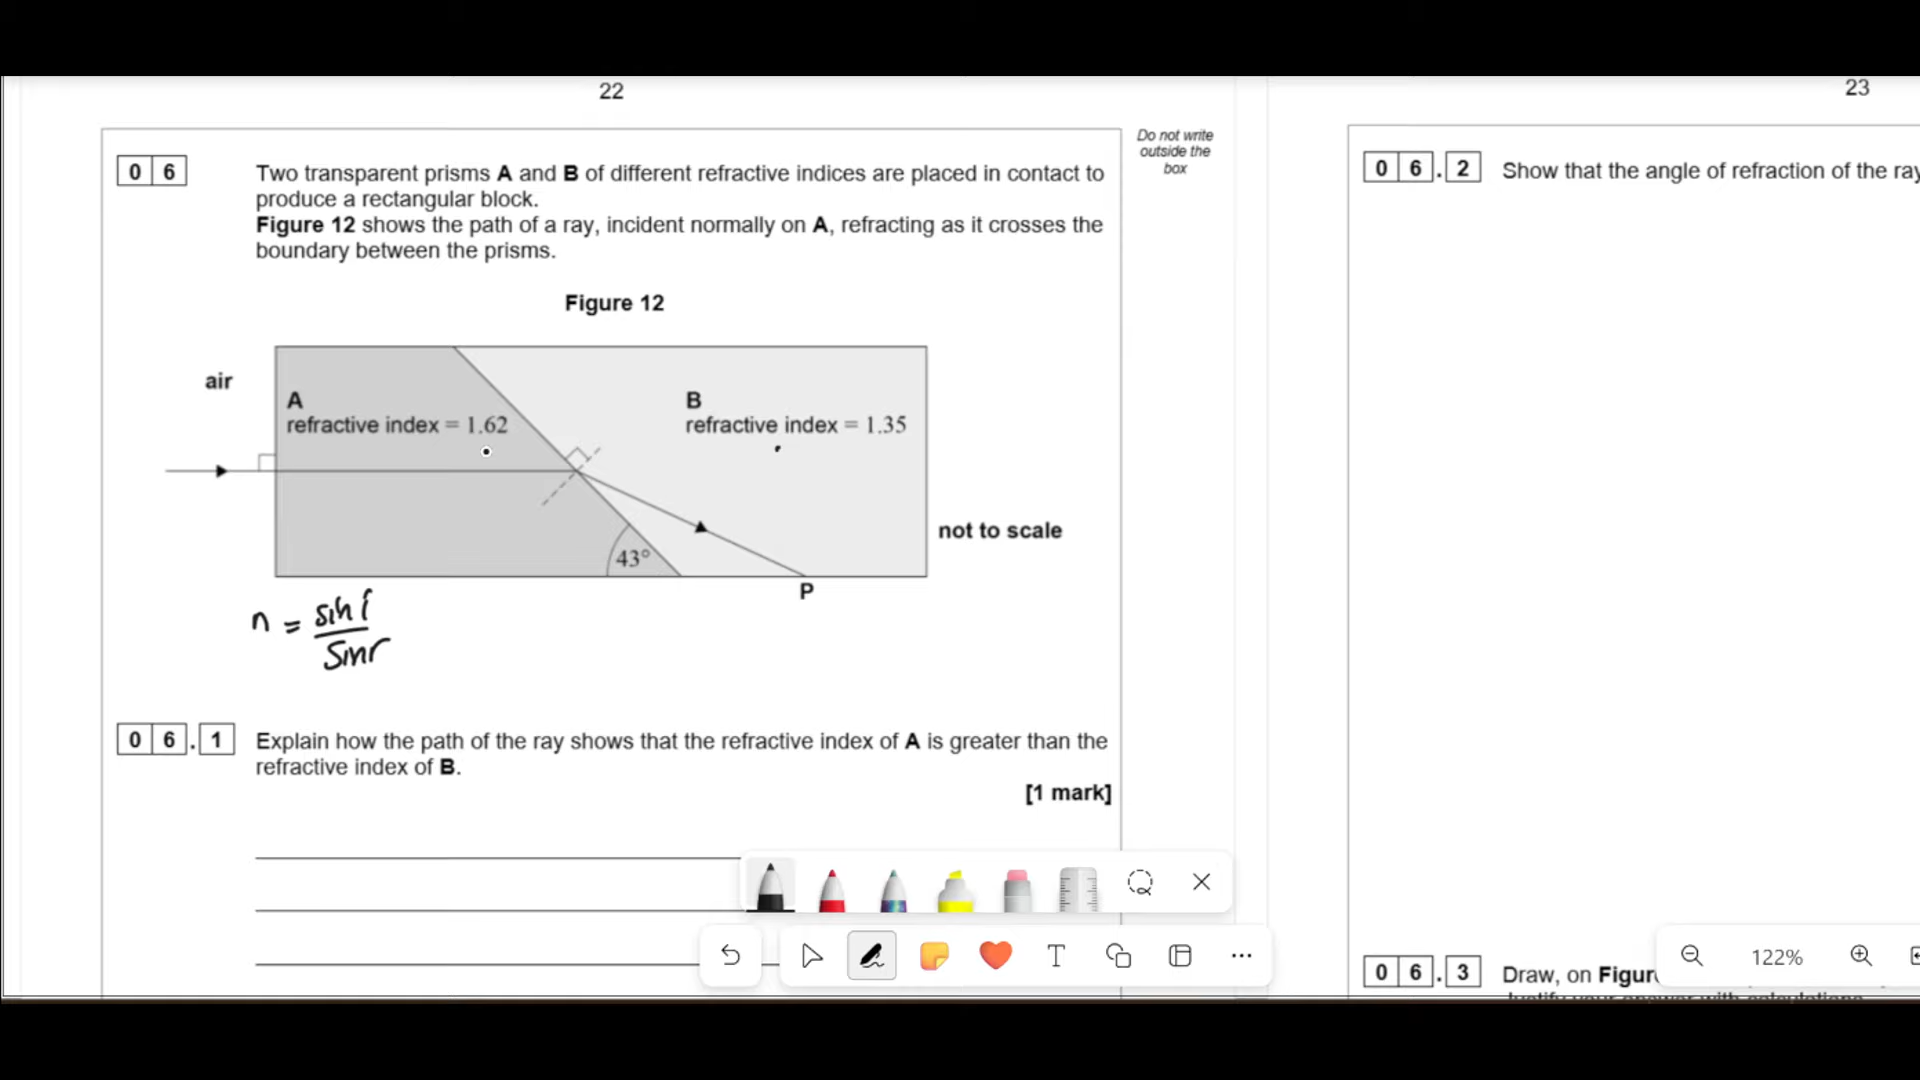 22
23
Do not write
outside the
box
0 6
Two transparent prisms A and B of different refractive indices are placed in contact to
produce a rectangular block.
Figure 12 shows the path of a ray, incident normally on A, refracting as it crosses the
boundary between the prisms.
Figure 12
air
A
refractive index = 1.62
B
refractive index = 1.35
43°
not to scale
P
n = sin i
sin r
0 6 . 1
Explain how the path of the ray shows that the refractive index of A is greater than the
refractive index of B.
[1 mark]
0 6 . 2
Show that the angle of refraction of the ray
0 6 . 3
Draw, on Figur
122%